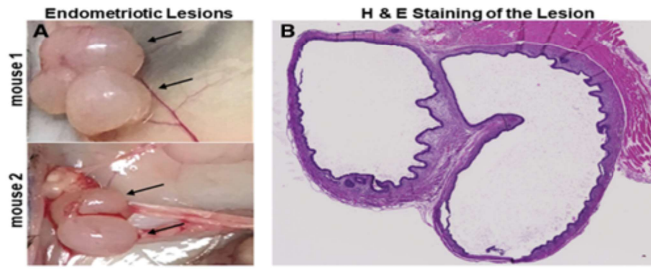 Endometriotic Lesions
H & E Staining of the Lesion
A
B
mouse 1
mouse 2